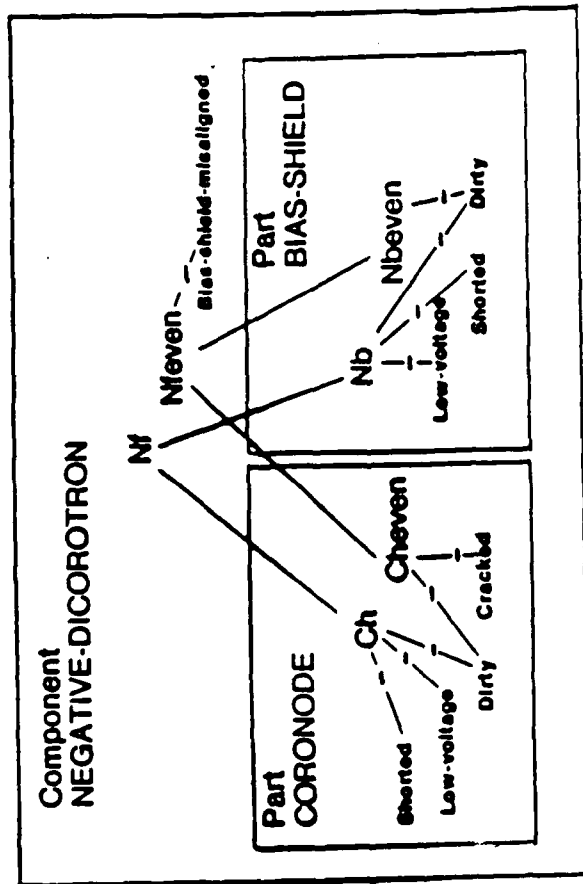 Component
NEGATIVE-DICOROTRON
Nf
Nfeven
Bias-shield-misaligned
Part
CORONODE
Ch
Cheven
Shorted
Low-voltage
Dirty
Cracked
Part
BIAS-SHIELD
Nb
Nbeven
Low-voltage
Shorted
Dirty